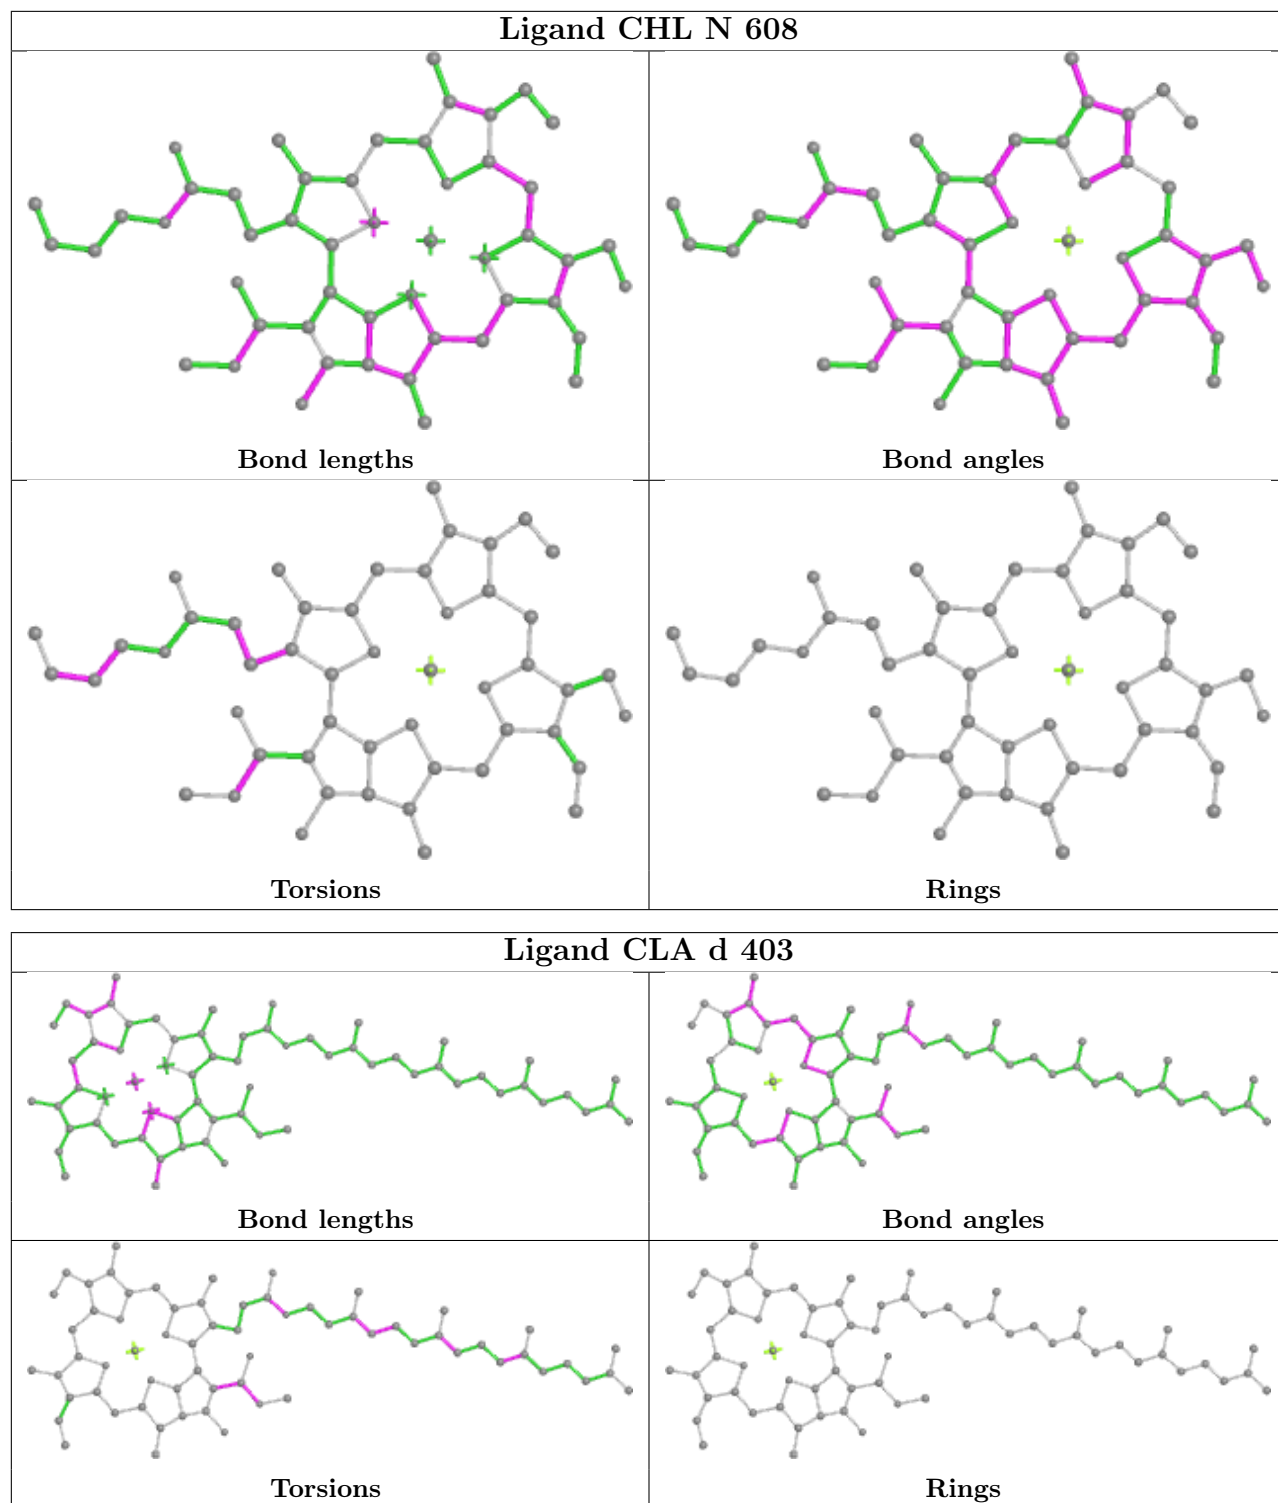 Ligand CHL N 608
Bond lengths
Bond angles
Torsions
Rings
Ligand CLA d 403
Bond lengths
Bond angles
Torsions
Rings